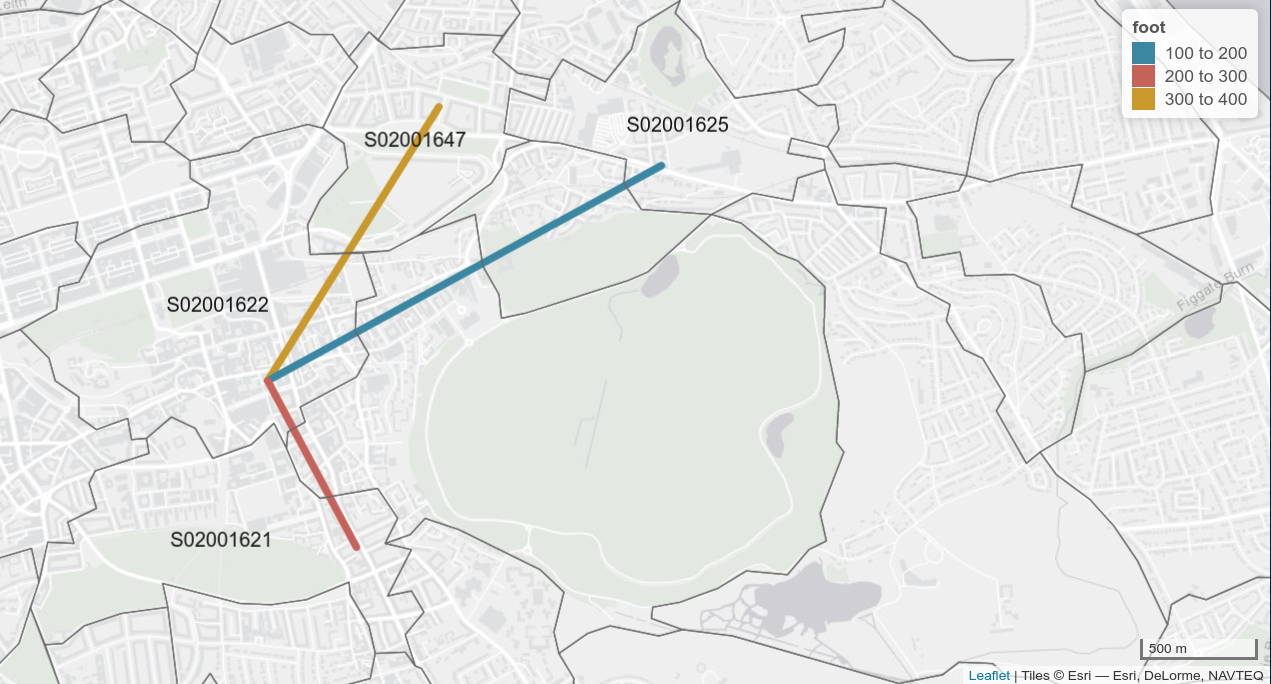 eith
foot
100 to 200
200 to 300
300 to 400
S02001625
S02001647
Figgate Burn
S02001622
S02001621
500 m
Leaflet | Tiles © Esri — Esri, DeLorme, NAVTEQ